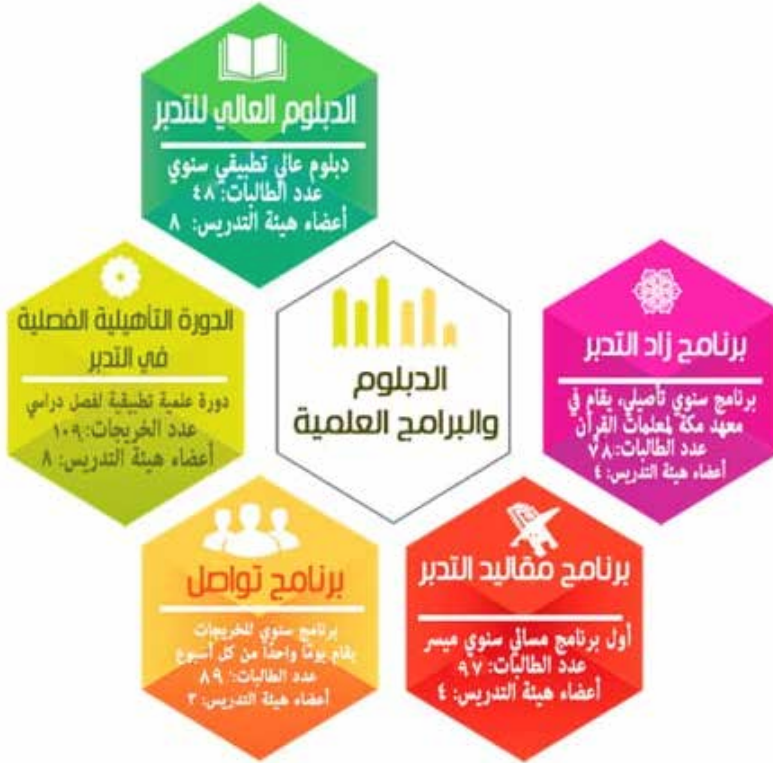 الدبلوم العالي للتدبر
دبلوم عالي تطبيقي سنوي
عدد الطالبات: ٤٨
أعضاء هيئة التدريس: ٨
برنامج زاد التدبر
برنامج سنوي تأصيلي، يقام في
معهد مكة لمعلمات القرآن
عدد الطالبات: ٧٨
أعضاء هيئة التدريس: ٤
الدبلوم
والبرامج العلمية
الدورة التأهيلية الفصلية
في التدبر
دورة علمية تطبيقية لفصل دراسي
عدد الخريجات: ١٠٩
أعضاء هيئة التدريس: ٨
برنامج مقاليد التدبر
أول برنامج مسائي سنوي ميسر
عدد الطالبات: ٩٧
أعضاء هيئة التدريس: ٤
برنامج تواصل
برنامج سنوي للخريجات
يقام يومًا واحدًا من كل أسبوع
عدد الطالبات: ٨٩
أعضاء هيئة التدريس: ٣